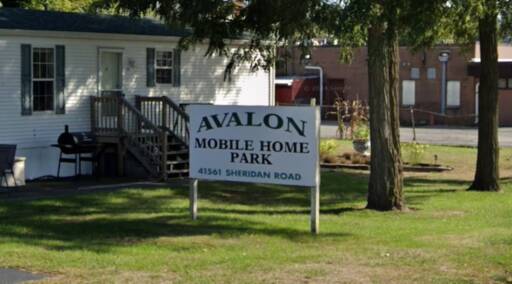 AVALON
MOBILE HOME
PARK
41561 SHERIDAN ROAD